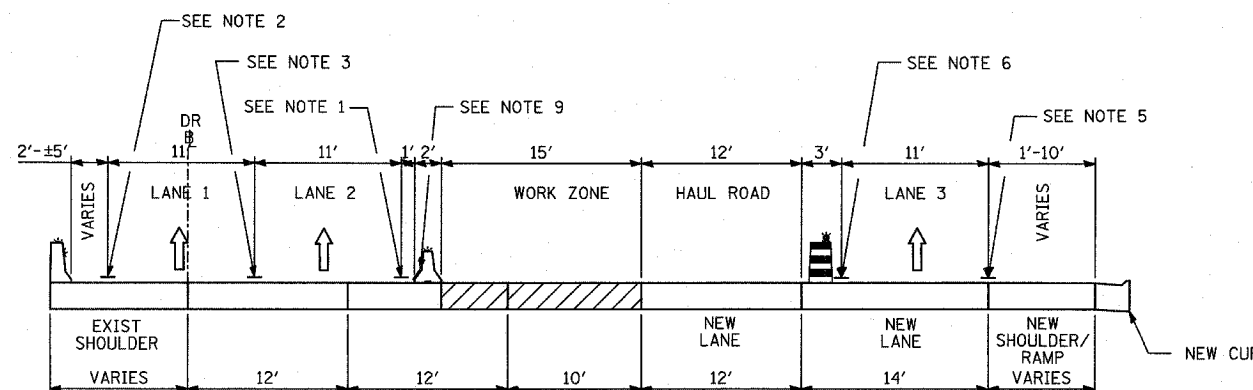 SEE NOTE 2
SEE NOTE 3
SEE NOTE 1
SEE NOTE 9
SEE NOTE 6
SEE NOTE 5
DR
2'-±5'
11'
11'
1'
2'
15'
12'
3'
11'
1'-10'
VARIES
LANE 1
LANE 2
WORK ZONE
HAUL ROAD
LANE 3
VARIES
EXIST
SHOULDER
NEW
LANE
NEW
LANE
NEW
SHOULDER/
RAMP
NEW CUR
VARIES
12'
12'
10'
12'
14'
VARIES